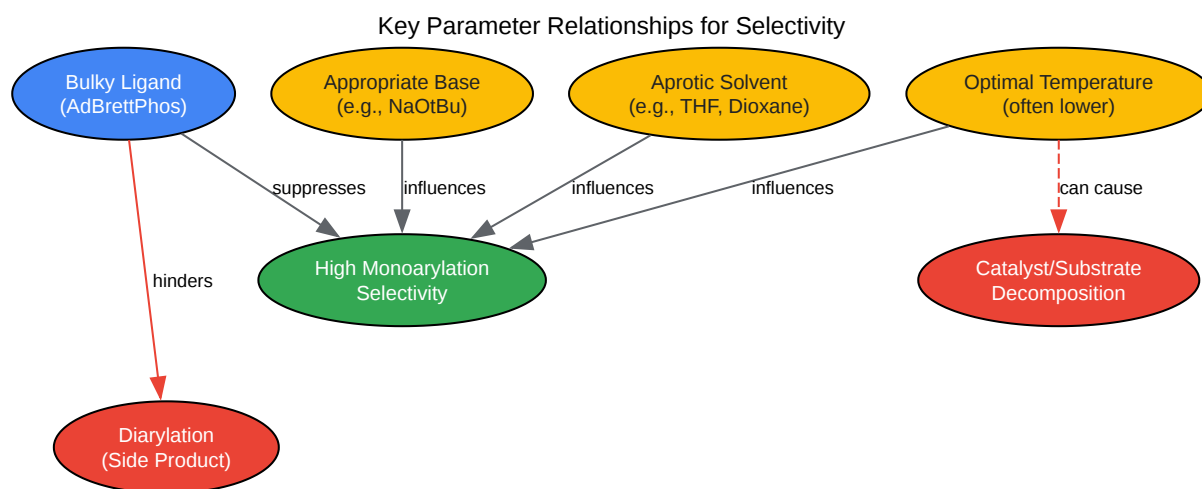 Key Parameter Relationships for Selectivity
Bulky Ligand
(AdBrettPhos)
Appropriate Base
(e.g., NaOtBu)
Aprotic Solvent
(e.g., THF, Dioxane)
Optimal Temperature
(often lower)
suppresses
influences
influences
influences
can cause
hinders
High Monoarylation
Selectivity
Catalyst/Substrate
Decomposition
Diarylation
(Side Product)